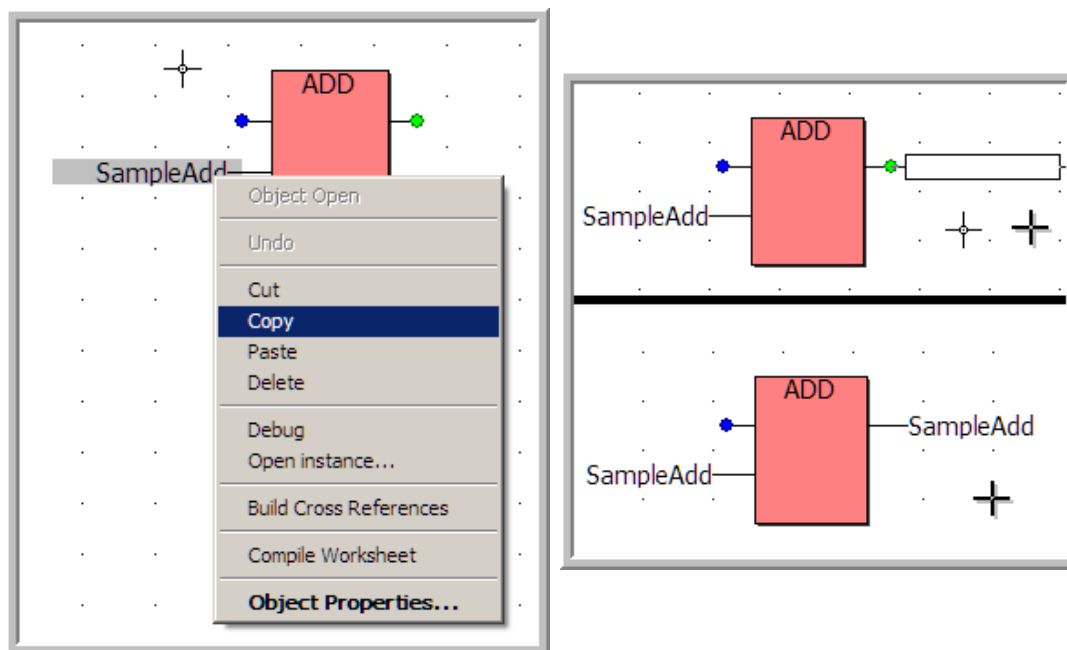 ADD
SampleAdd
Object Open
Undo
Cut
Copy
Paste
Delete
Debug
Open instance...
Build Cross References
Compile Worksheet
Object Properties...
ADD
SampleAdd
ADD
SampleAdd
SampleAdd